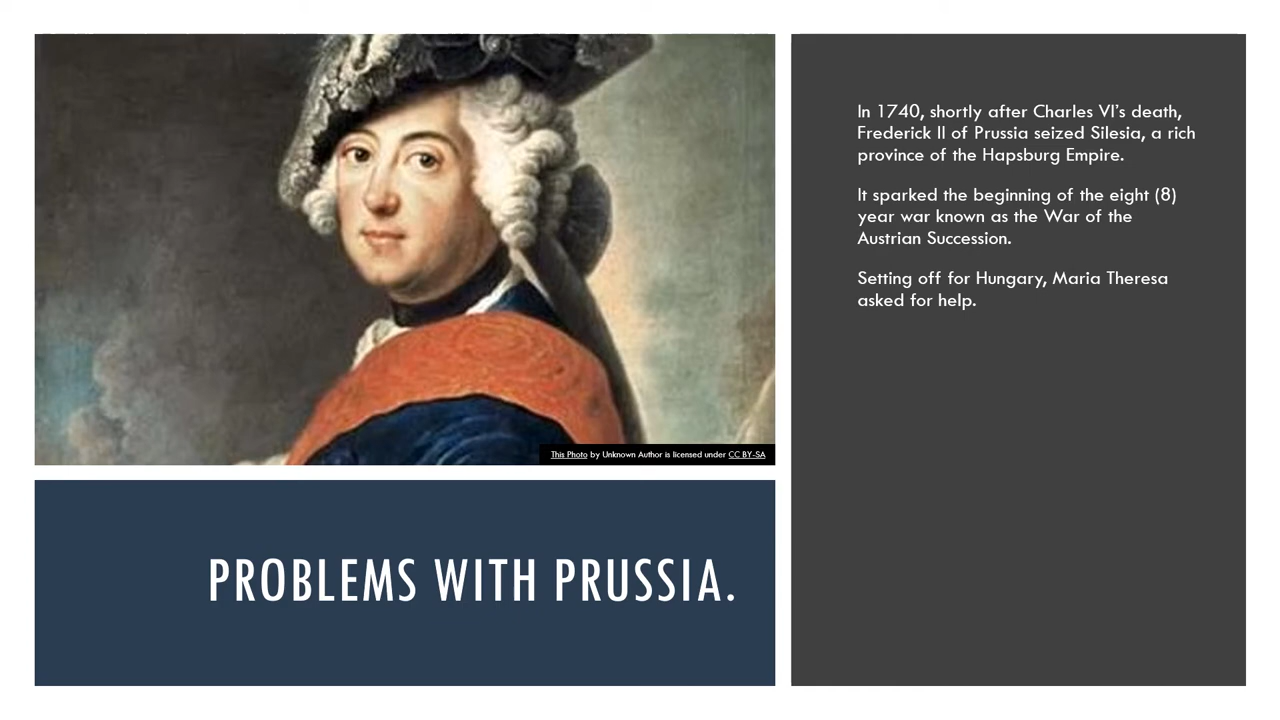 This Photo by Unknown Author is licensed under CC BY-SA
PROBLEMS WITH PRUSSIA.
In 1740, shortly after Charles VI's death,
Frederick II of Prussia seized Silesia, a rich
province of the Hapsburg Empire.
It sparked the beginning of the eight (8)
year war known as the War of the
Austrian Succession.
Setting off for Hungary, Maria Theresa
asked for help.